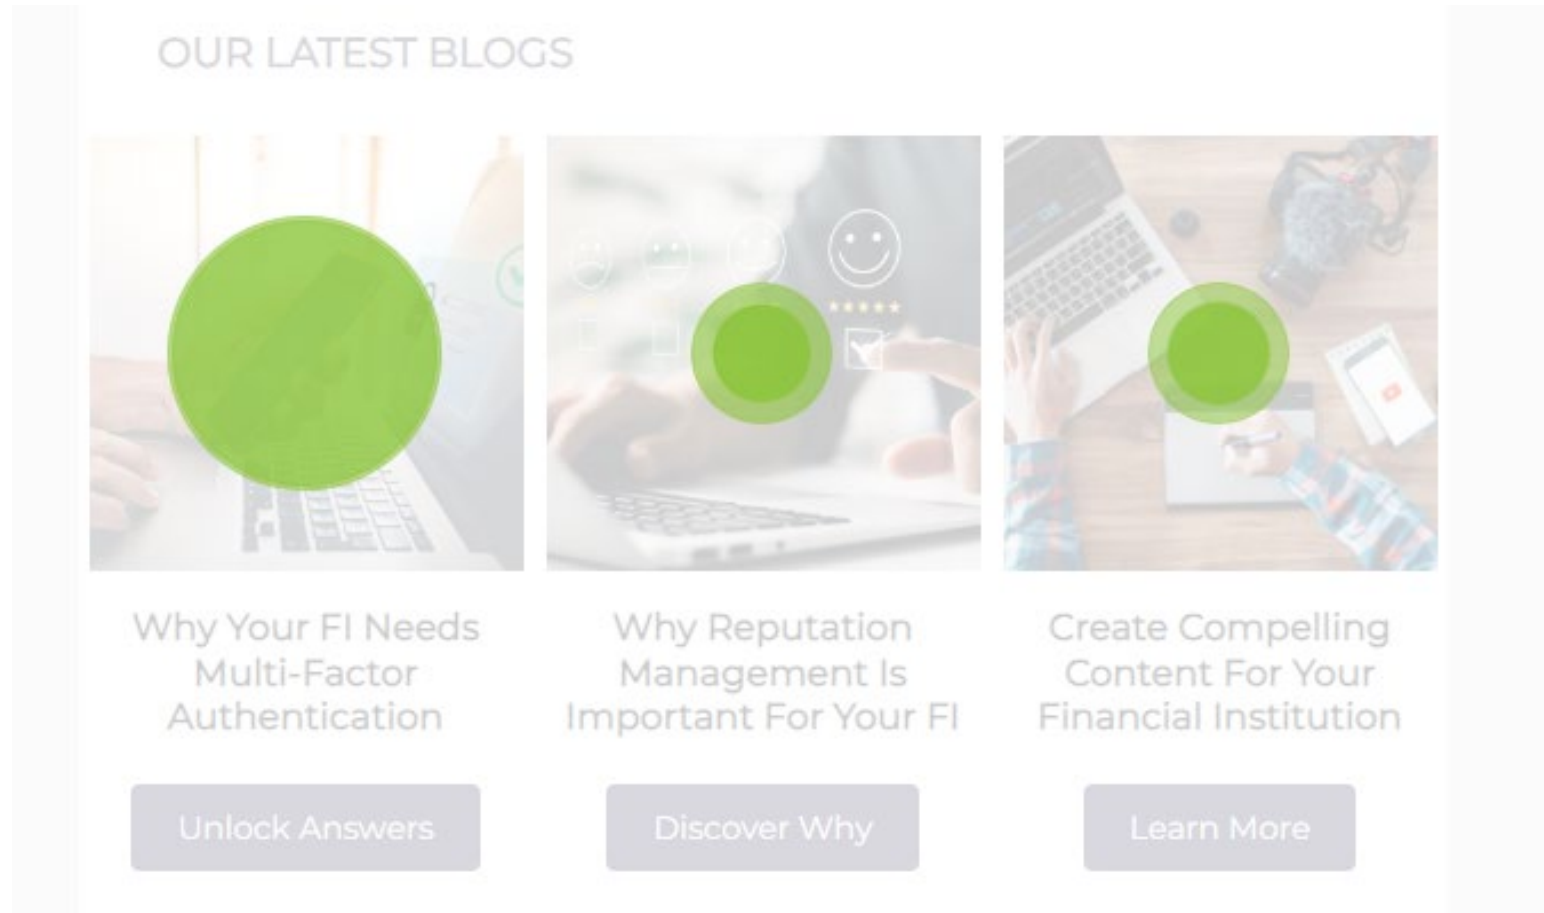 OUR LATEST BLOGS
Why Your FI Needs
Multi-Factor
Authentication
Why Reputation
Management Is
Important For Your FI
Create Compelling
Content For Your
Financial Institution
Unlock Answers
Discover Why
Learn More